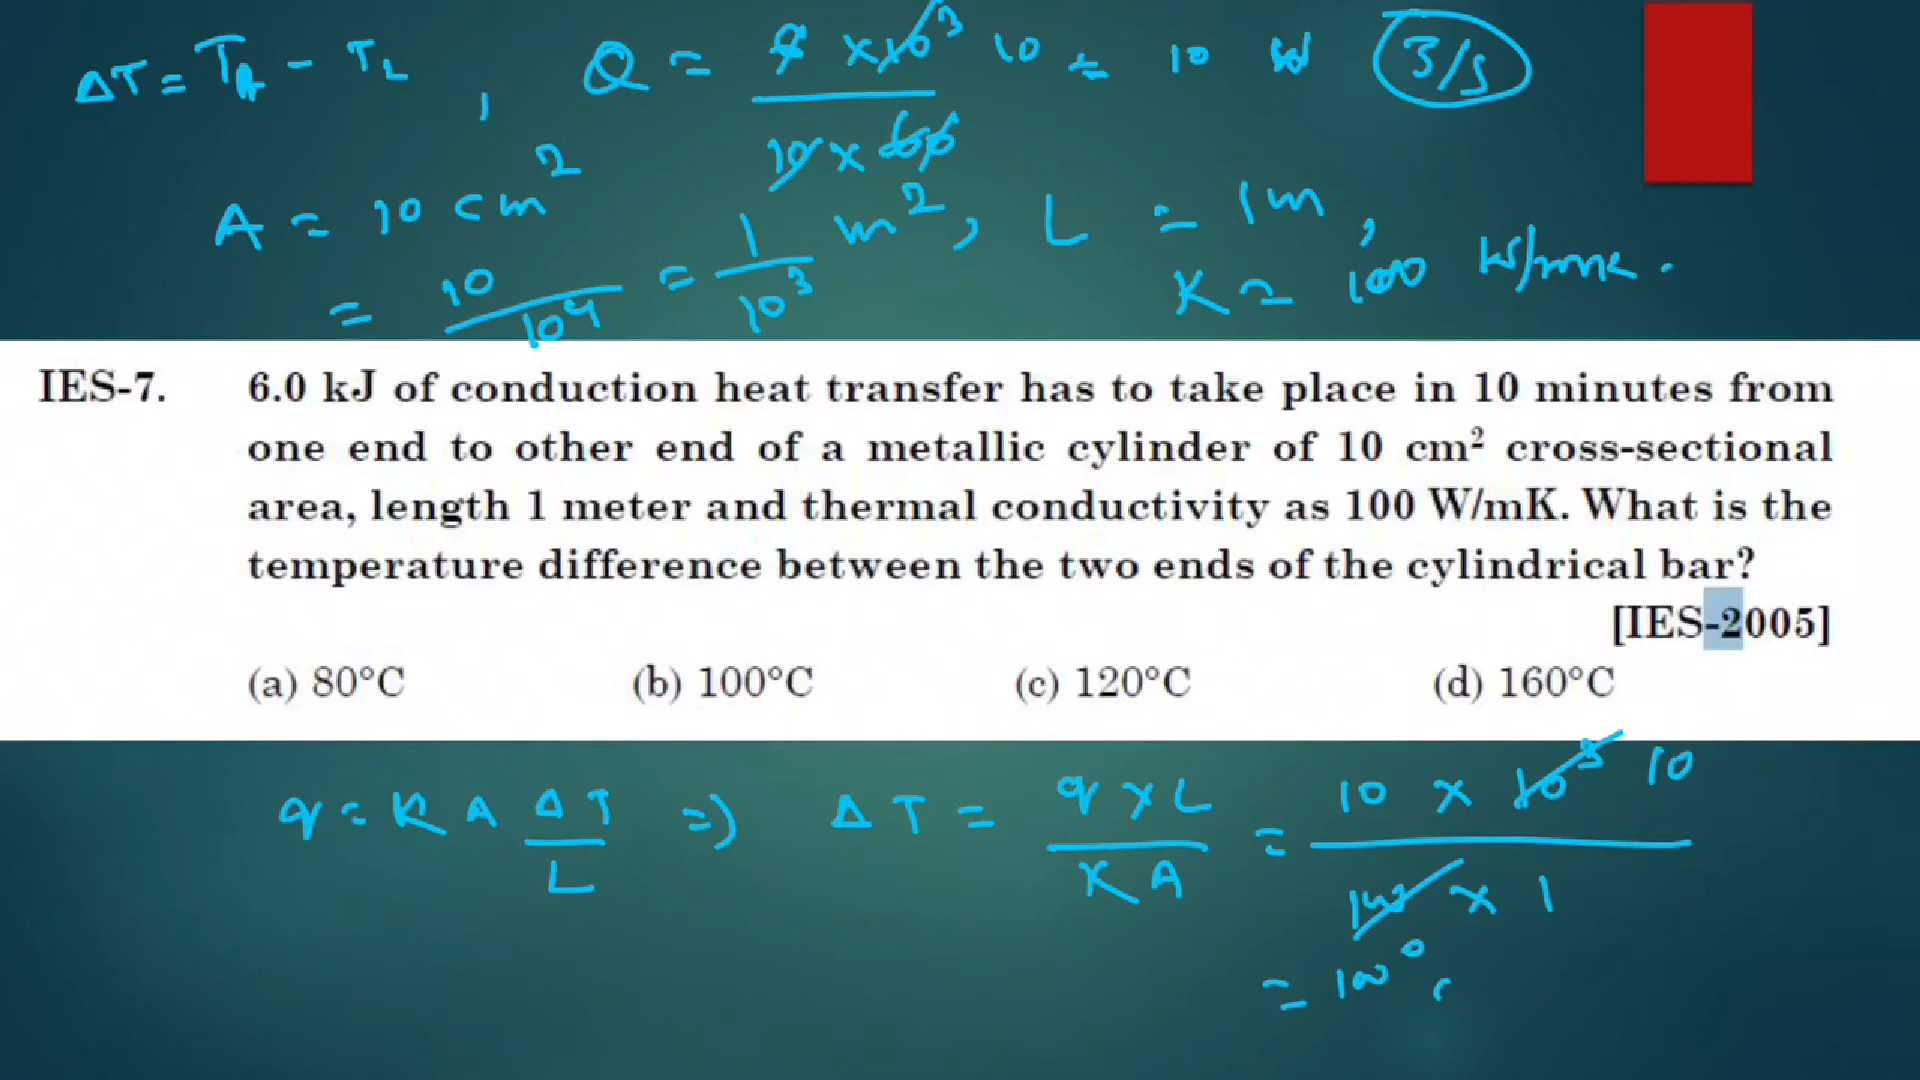 ΔT = TA - TL , Q = 6 x 10³ 10 = 10 W J/S
10 x 60
A = 10 cm² = 1 m² , L = 1m ,
= 10 10³ K = 100 W/mK .
10⁴
IES-7. 6.0 kJ of conduction heat transfer has to take place in 10 minutes from
one end to other end of a metallic cylinder of 10 cm² cross-sectional
area, length 1 meter and thermal conductivity as 100 W/mK. What is the
temperature difference between the two ends of the cylindrical bar?
[IES-2005]
(a) 80°C (b) 100°C (c) 120°C (d) 160°C
q = K A ΔT => ΔT = q x L = 10 x 10³ 10
L K A 100 x 1
= 100°C